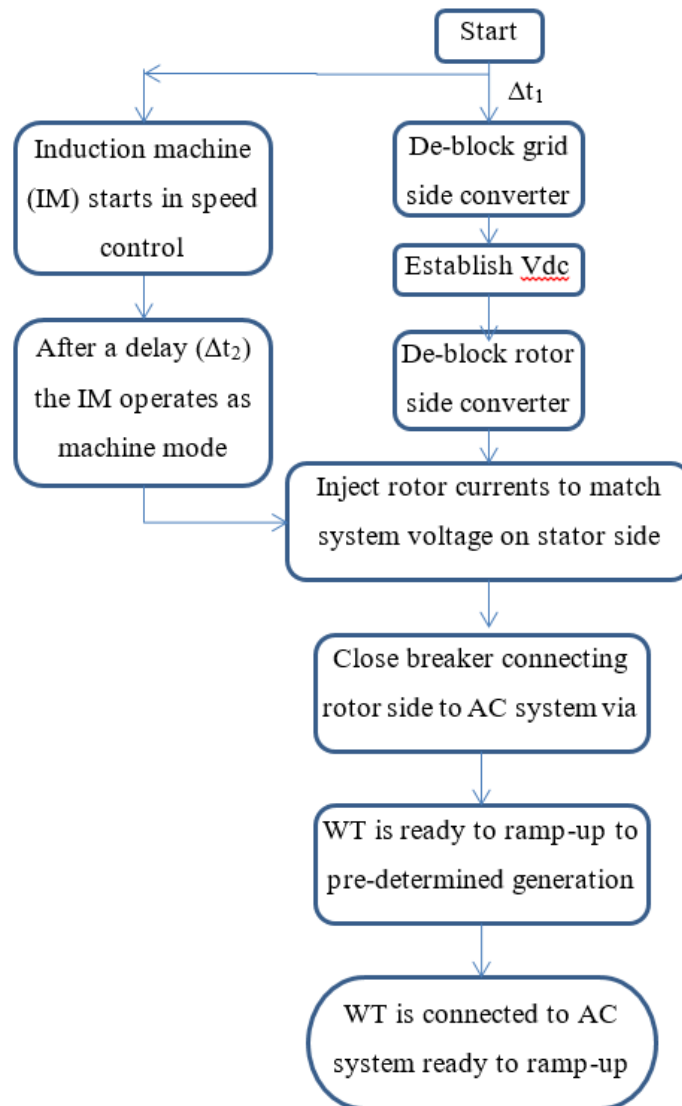 Start
Δt₁
Induction machine
(IM) starts in speed
control
De-block grid
side converter
Establish Vdc
After a delay (Δt₂)
the IM operates as
machine mode
De-block rotor
side converter
Inject rotor currents to match
system voltage on stator side
Close breaker connecting
rotor side to AC system via
WT is ready to ramp-up to
pre-determined generation
WT is connected to AC
system ready to ramp-up